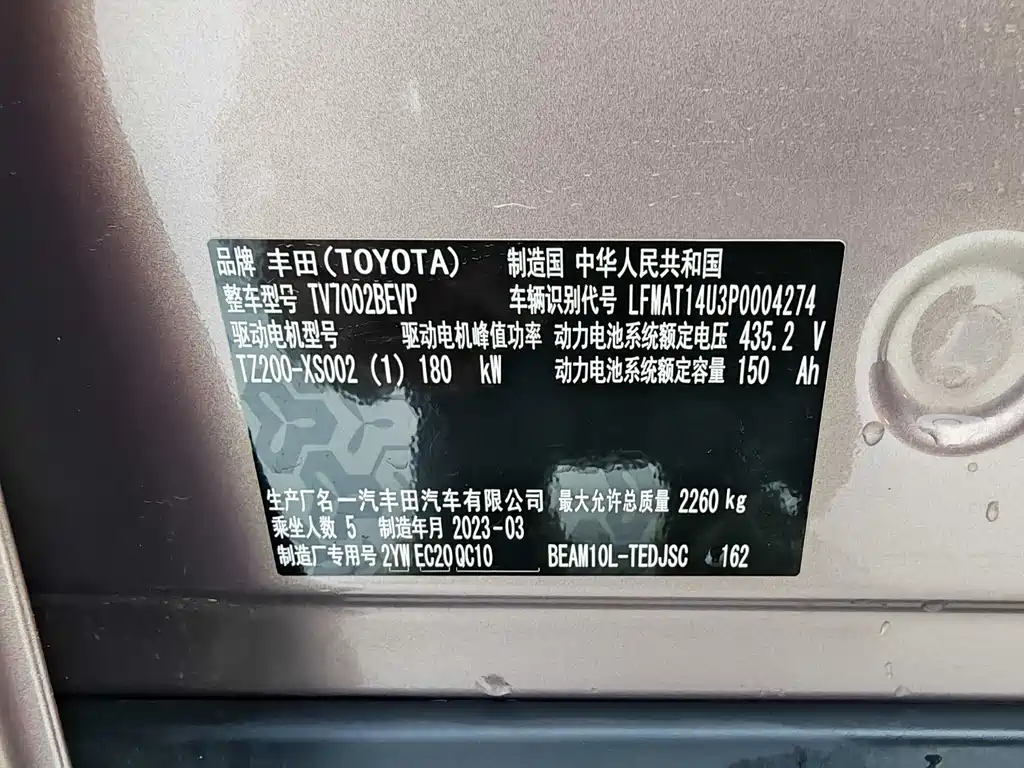 品牌 丰田(TOYOTA) 制造国 中华人民共和国
整车型号 TV7002BEVP 车辆识别代号 LFMAT14U3P0004274
驱动电机型号 驱动电机峰值功率 动力电池系统额定电压 435.2 V
TZ200-XS002 (1) 180 kW 动力电池系统额定容量 150 Ah
生产厂名 一汽丰田汽车有限公司 最大允许总质量 2260 kg
乘坐人数 5 制造年月 2023-03
制造厂专用号 2YW EC20 QC10 BEAM10L-TEDJSC 162